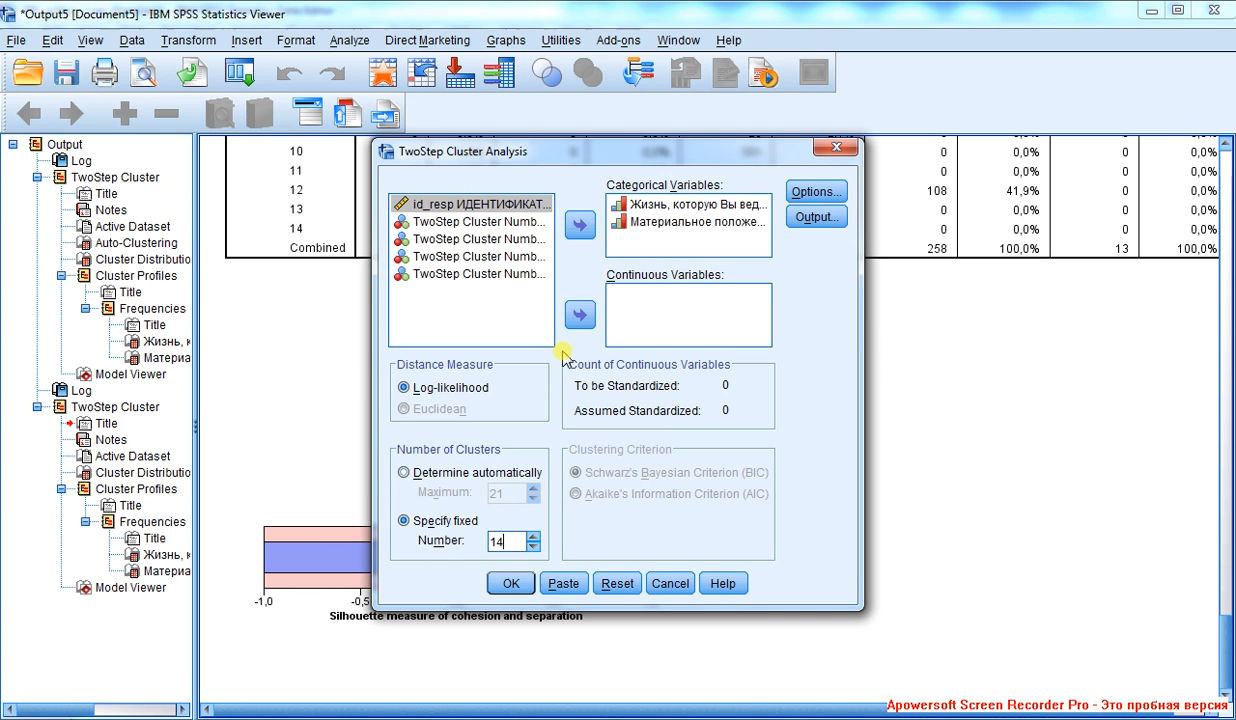 *Output5 [Document5] - IBM SPSS Statistics Viewer
File Edit View Data Transform Insert Format Analyze Direct Marketing Graphs Utilities Add-ons Window Help
Output
Log
TwoStep Cluster
Title
Notes
Active Dataset
Auto-Clustering
Cluster Distributio
Cluster Profiles
Title
Frequencies
Title
Жизнь, к
Материа
Model Viewer
Log
TwoStep Cluster
Title
Notes
Active Dataset
Cluster Distributio
Cluster Profiles
Title
Frequencies
Title
Жизнь, к
Материа
Model Viewer
10 0 0,0% 0 0,0%
11 0 0,0% 0 0,0%
12 108 41,9% 0 0,0%
13 0 0,0% 0 0,0%
14 0 0,0% 0 0,0%
Combined 258 100,0% 13 100,0%
TwoStep Cluster Analysis
id_resp ИДЕНТИФИКАТ...
TwoStep Cluster Numb...
TwoStep Cluster Numb...
TwoStep Cluster Numb...
TwoStep Cluster Numb...
Categorical Variables:
Жизнь, которую Вы вед...
Материальное положе...
Continuous Variables:
Options...
Output...
Distance Measure
Log-likelihood
Euclidean
Count of Continuous Variables
To be Standardized: 0
Assumed Standardized: 0
Number of Clusters
Determine automatically
Maximum: 21
Specify fixed
Number: 14
Clustering Criterion
Schwarz's Bayesian Criterion (BIC)
Akaike's Information Criterion (AIC)
OK Paste Reset Cancel Help
-1,0 -0,5
Silhouette measure of cohesion and separation
Apowersoft Screen Recorder Pro - Это пробная версия